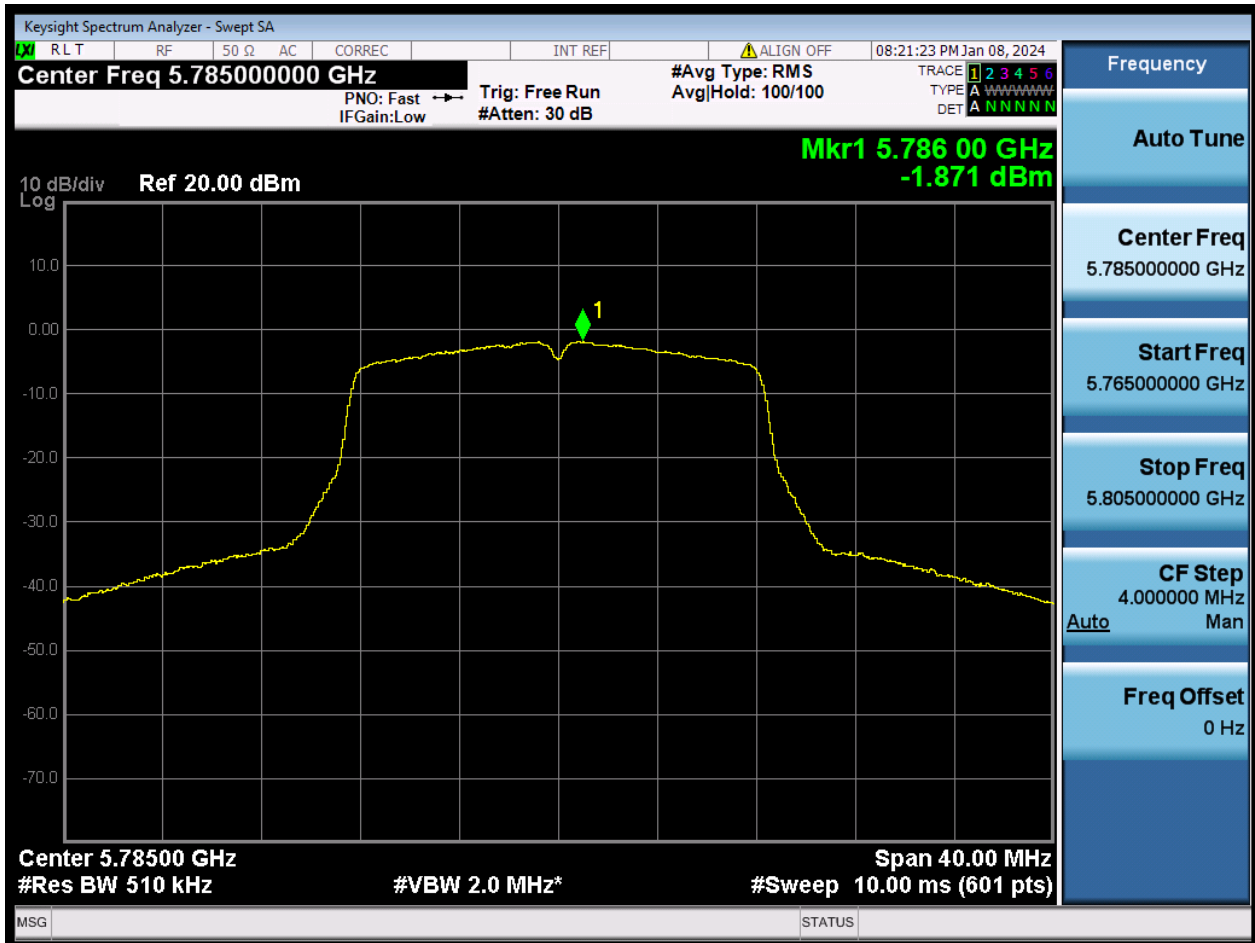 Keysight Spectrum Analyzer - Swept SA
LXI RLT RF 50 Ω AC CORREC INT REF ALIGN OFF 08:21:23 PM Jan 08, 2024
Center Freq 5.785000000 GHz
PNO: Fast
IFGain:Low
Trig: Free Run
#Atten: 30 dB
#Avg Type: RMS
Avg|Hold: 100/100
TRACE 1 2 3 4 5 6
TYPE A WWWWW
DET A N N N N N
Mkr1 5.786 00 GHz
-1.871 dBm
10 dB/div Ref 20.00 dBm
Log
1
10.0
0.00
-10.0
-20.0
-30.0
-40.0
-50.0
-60.0
-70.0
Center 5.78500 GHz Span 40.00 MHz
#Res BW 510 kHz #VBW 2.0 MHz* #Sweep 10.00 ms (601 pts)
MSG STATUS
Frequency
Auto Tune
Center Freq
5.785000000 GHz
Start Freq
5.765000000 GHz
Stop Freq
5.805000000 GHz
CF Step
4.000000 MHz
Auto Man
Freq Offset
0 Hz